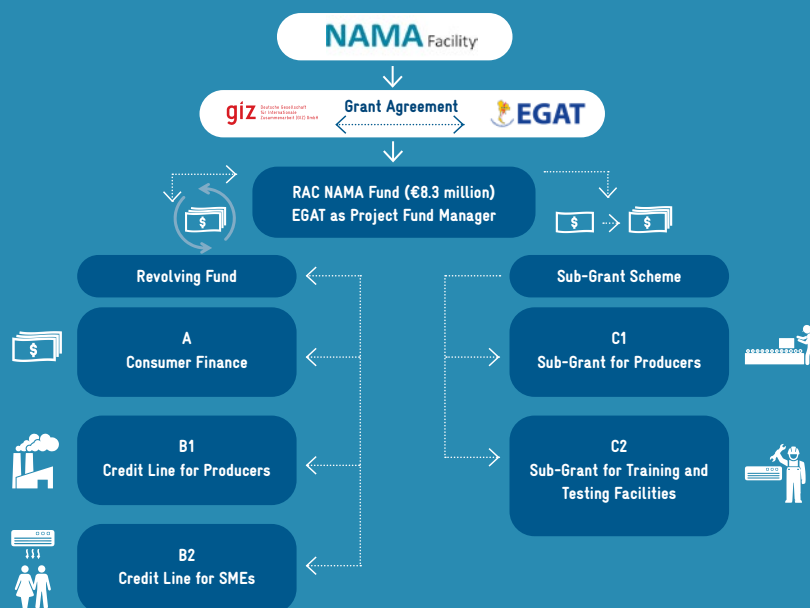 NAMA Facility
giz Deutsche Gesellschaft
für Internationale
Zusammenarbeit (GIZ) GmbH
Grant Agreement
EGAT
RAC NAMA Fund (€8.3 million)
EGAT as Project Fund Manager
$
$
$
Revolving Fund
Sub-Grant Scheme
$
A
Consumer Finance
C1
Sub-Grant for Producers
B1
Credit Line for Producers
C2
Sub-Grant for Training and
Testing Facilities
B2
Credit Line for SMEs